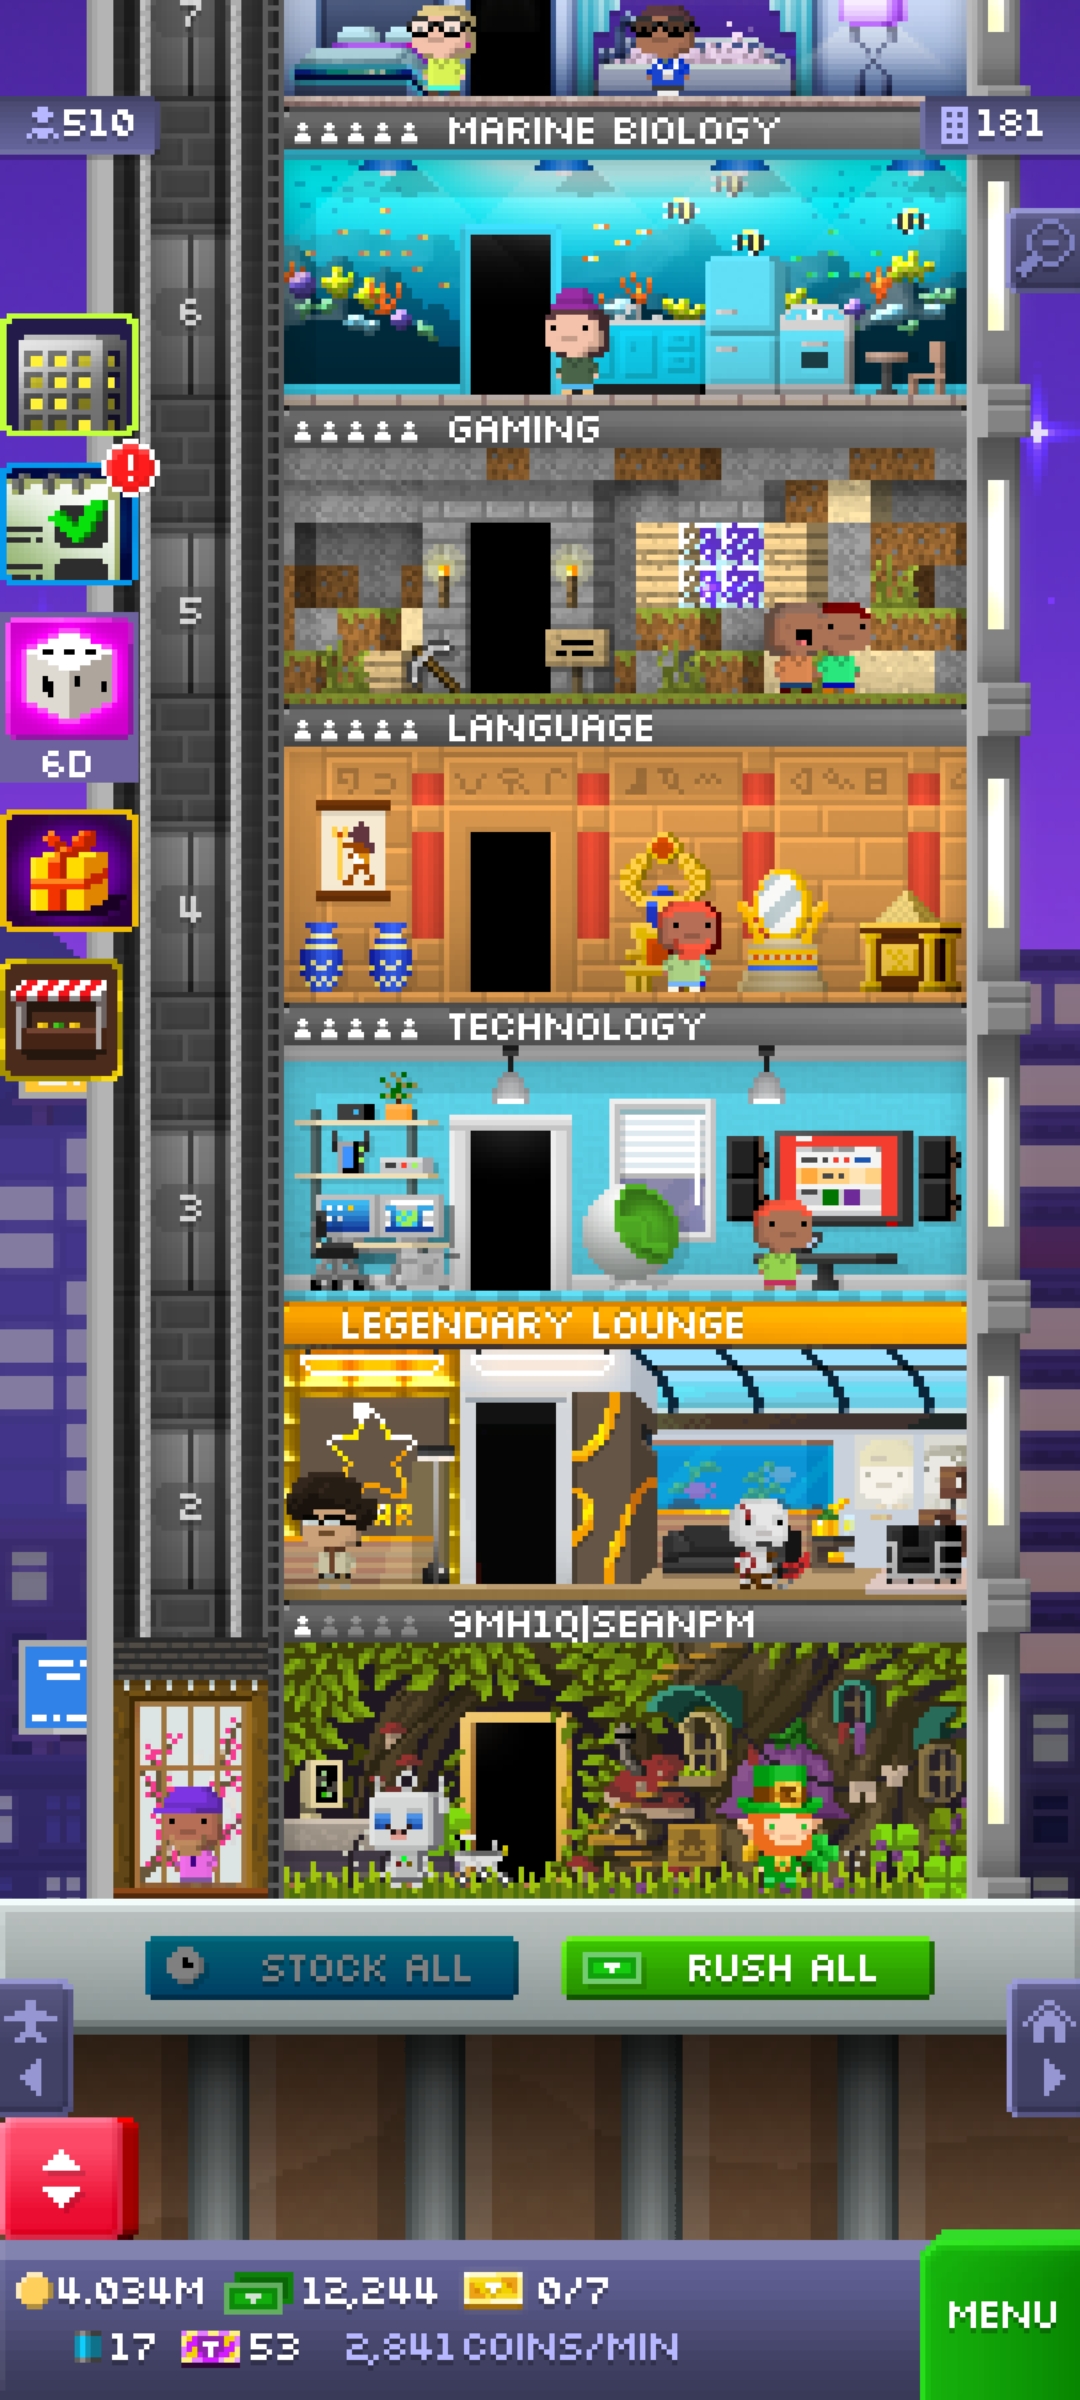 7
510
MARINE BIOLOGY
181
6
GAMING
5
LANGUAGE
6D
4
TECHNOLOGY
3
LEGENDARY LOUNGE
2
9MH1Q|SEANPM
STOCK ALL
RUSH ALL
4.034M
12,244
0/7
MENU
17
53
2,841 COINS/MIN